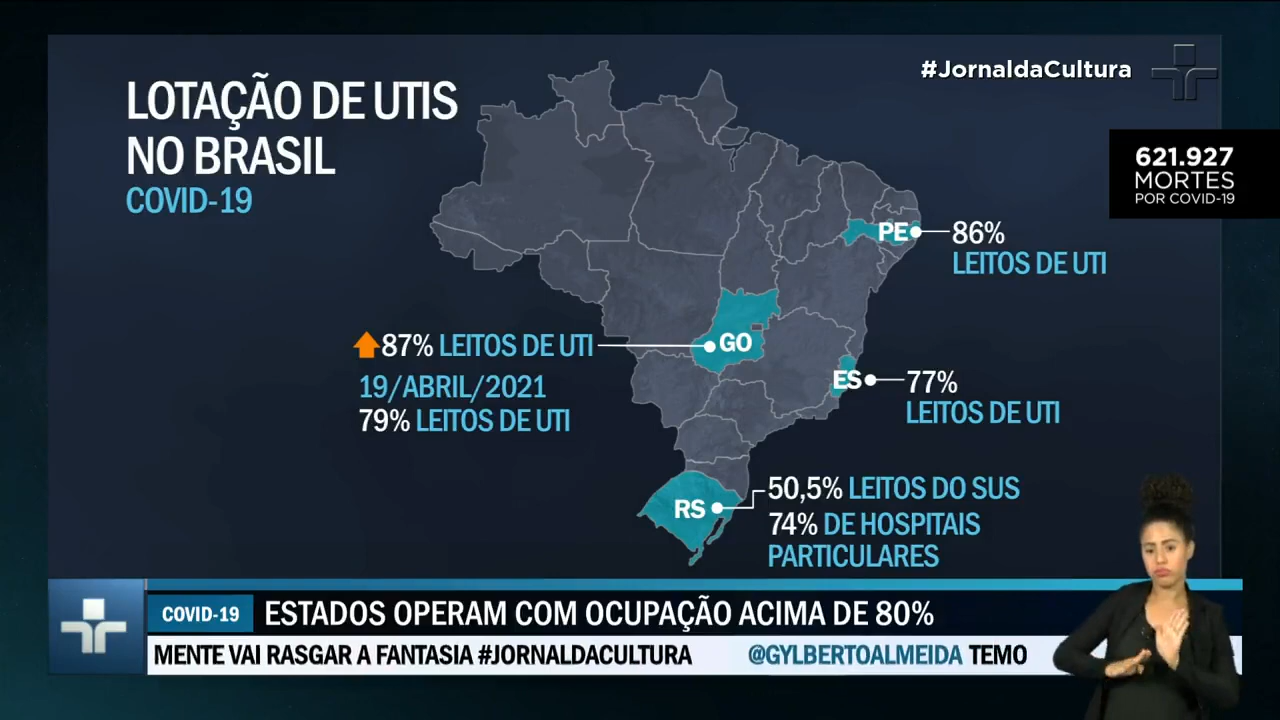 LOTAÇÃO DE UTIS
NO BRASIL
COVID-19
#JornaldaCultura
621.927
MORTES
POR COVID-19
PE
86%
LEITOS DE UTI
87% LEITOS DE UTI
GO
19/ABRIL/2021
79% LEITOS DE UTI
ES
77%
LEITOS DE UTI
RS
50,5% LEITOS DO SUS
74% DE HOSPITAIS
PARTICULARES
COVID-19 ESTADOS OPERAM COM OCUPAÇÃO ACIMA DE 80%
MENTE VAI RASGAR A FANTASIA #JORNALDACULTURA @GYLBERTOALMEIDA TEMO